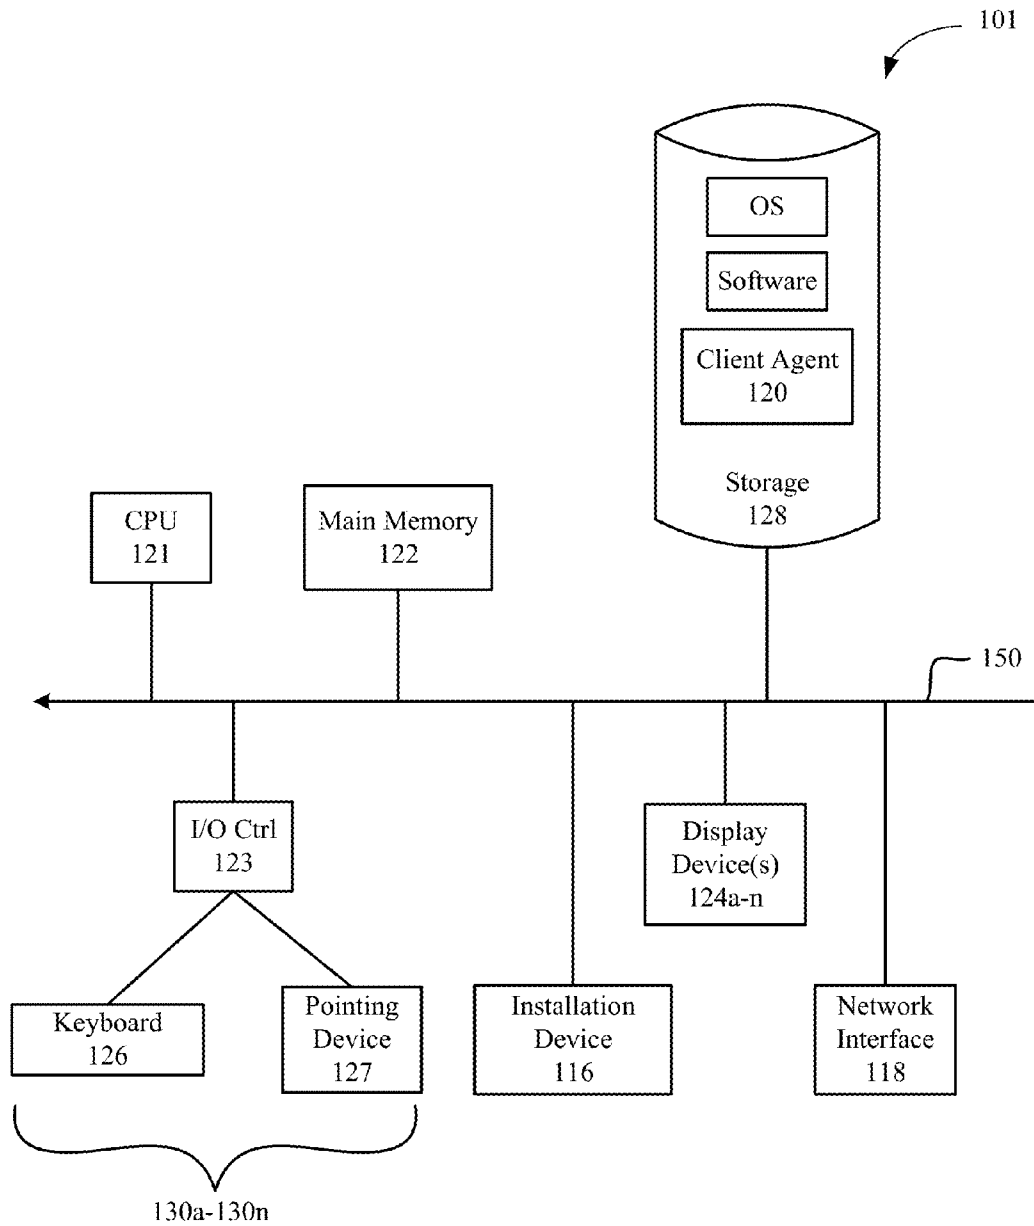 101
OS
Software
Client Agent
120
Storage
128
CPU
121
Main Memory
122
150
I/O Ctrl
123
Display
Device(s)
124a-n
Keyboard
126
Pointing
Device
127
Installation
Device
116
Network
Interface
118
130a-130n